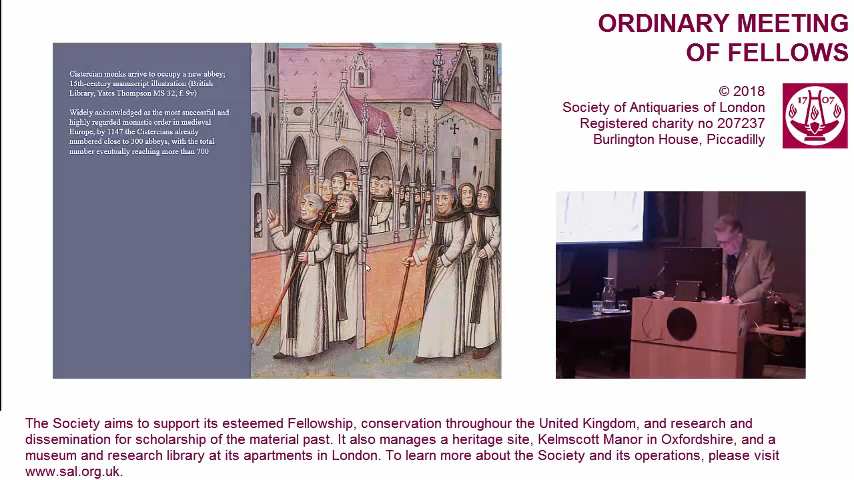 ORDINARY MEETING
OF FELLOWS
© 2018
Society of Antiquaries of London
Registered charity no 207237
Burlington House, Piccadilly
1707
Cistercian monks arrive to occupy a new abbey;
15th-century manuscript illustration (British
Library, Yates Thompson MS 32, f. 9v)
Widely acknowledged as the most successful and
highly regarded monastic order in medieval
Europe, by 1147 the Cistercians already
numbered close to 300 abbeys, with the total
number eventually reaching more than 700
The Society aims to support its esteemed Fellowship, conservation throughour the United Kingdom, and research and
dissemination for scholarship of the material past. It also manages a heritage site, Kelmscott Manor in Oxfordshire, and a
museum and research library at its apartments in London. To learn more about the Society and its operations, please visit
www.sal.org.uk.